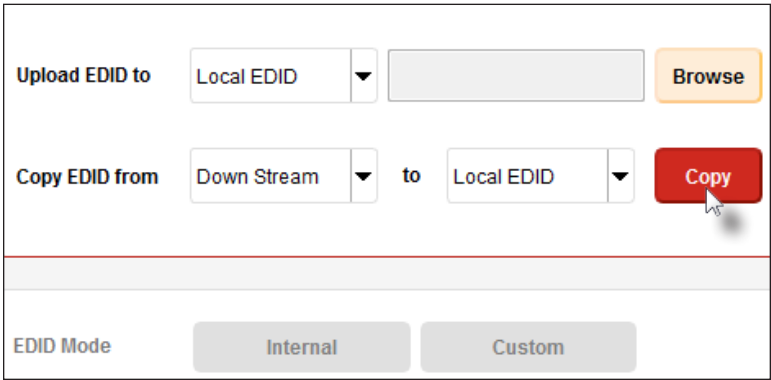 Upload EDID to Local EDID Browse
Copy EDID from Down Stream to Local EDID Copy
EDID Mode Internal Custom